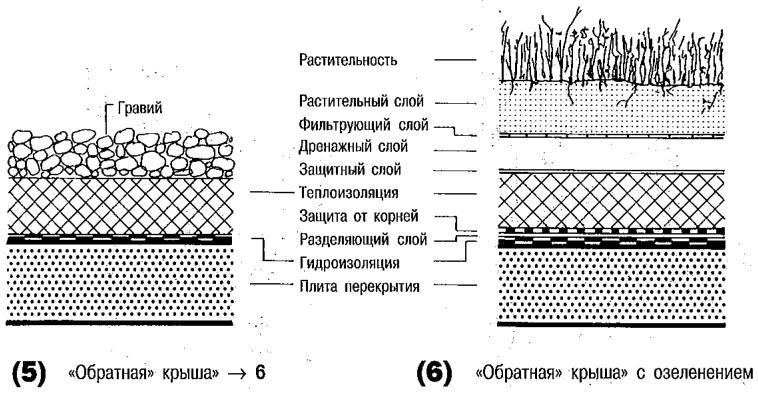 Гравий
Растительность
Растительный слой
Фильтрующий слой
Дренажный слой
Защитный слой
Теплоизоляция
Защита от корней
Разделяющий слой
Гидроизоляция
Плита перекрытия
(5) «Обратная» крыша» → 6
(6) «Обратная» крыша» с озеленением